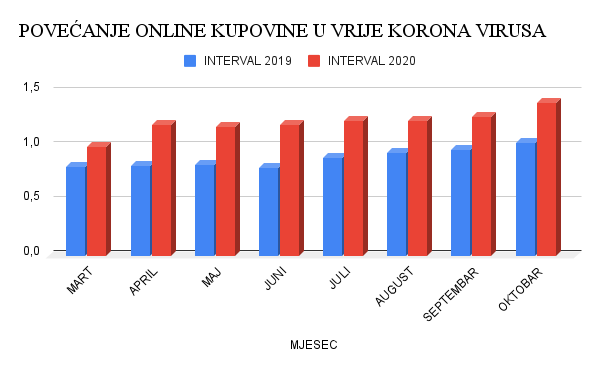 POVEĆANJE ONLINE KUPOVINE U VRIJE KORONA VIRUSA
INTERVAL 2019 INTERVAL 2020
1,5
1,0
0,5
0,0
MART APRIL MAJ JUNI JULI AUGUST SEPTEMBAR OKTOBAR
MJESEC